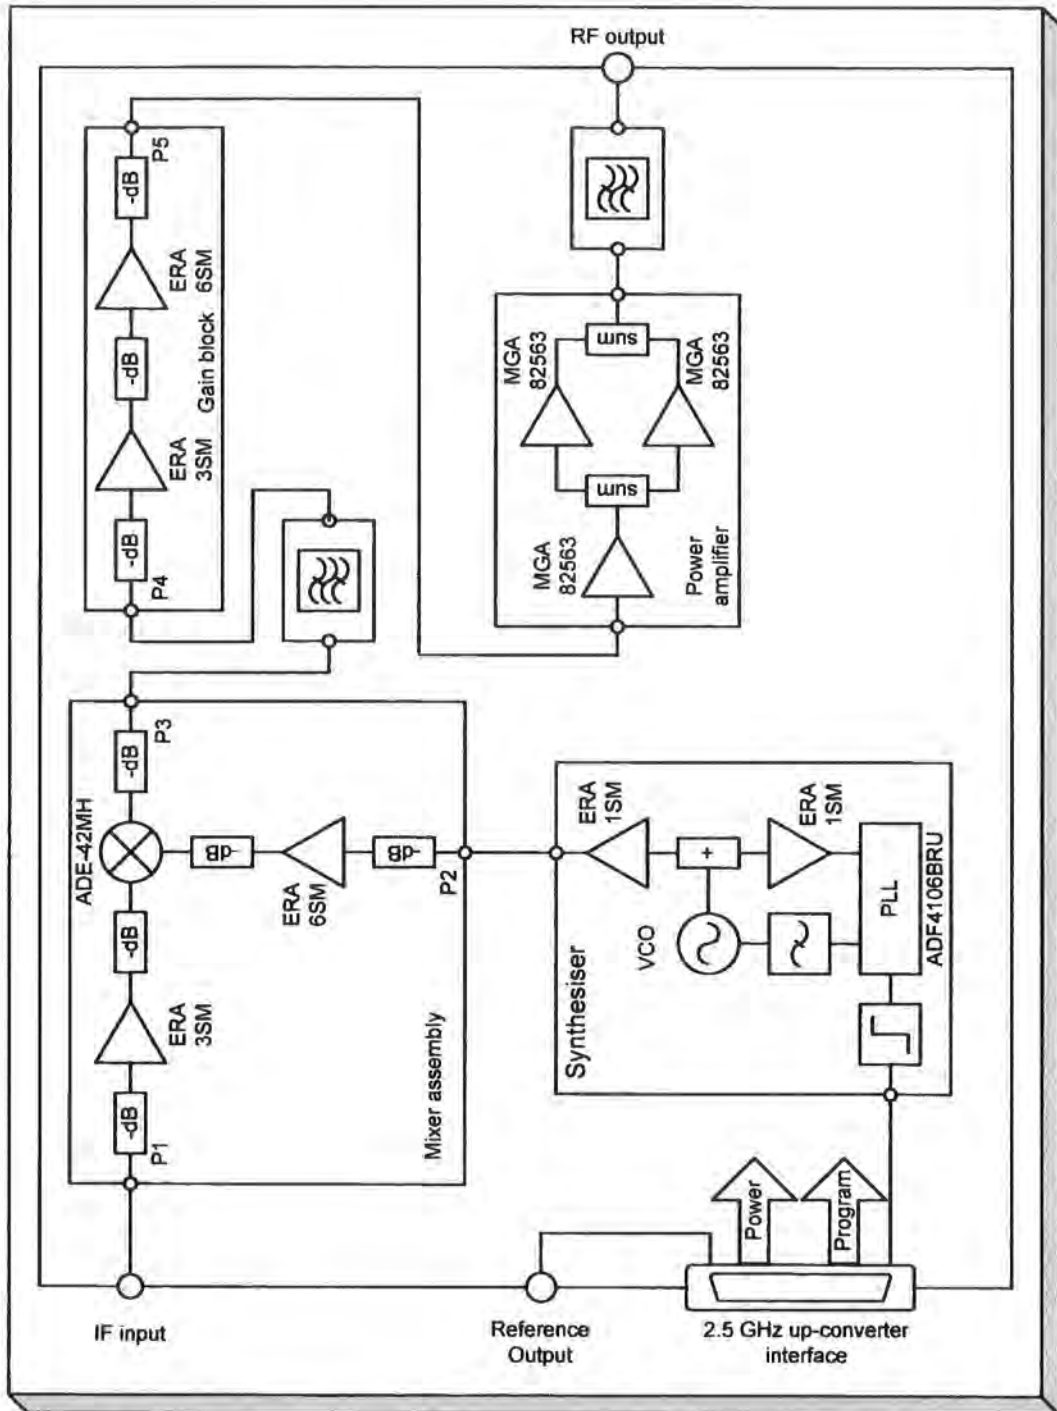 RF output
P5
-dB
ERA
6SM
-dB
Gain block
ERA
3SM
-dB
P4
sum
MGA
82563
MGA
82563
sum
MGA
82563
Power
amplifier
P3
-dB
ADE-42MH
-dB
-dB
P2
ERA
6SM
-dB
ERA
3SM
-dB
P1
Mixer assembly
ERA
1SM
ERA
1SM
+
VCO
PLL
ADF4106BRU
Synthesiser
Power
Program
IF input
Reference
Output
2.5 GHz up-converter
interface